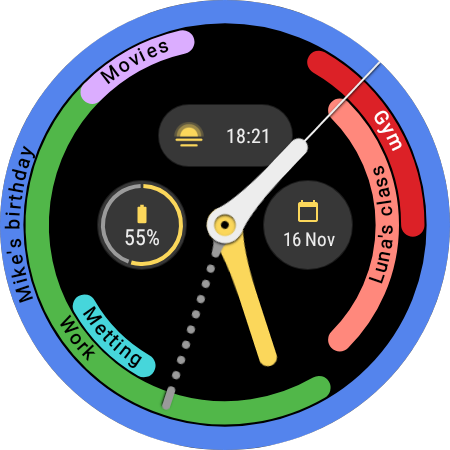 Movies
Gym
18:21
Luna's class
Mike's birthday
55%
16 Nov
Metting
Work